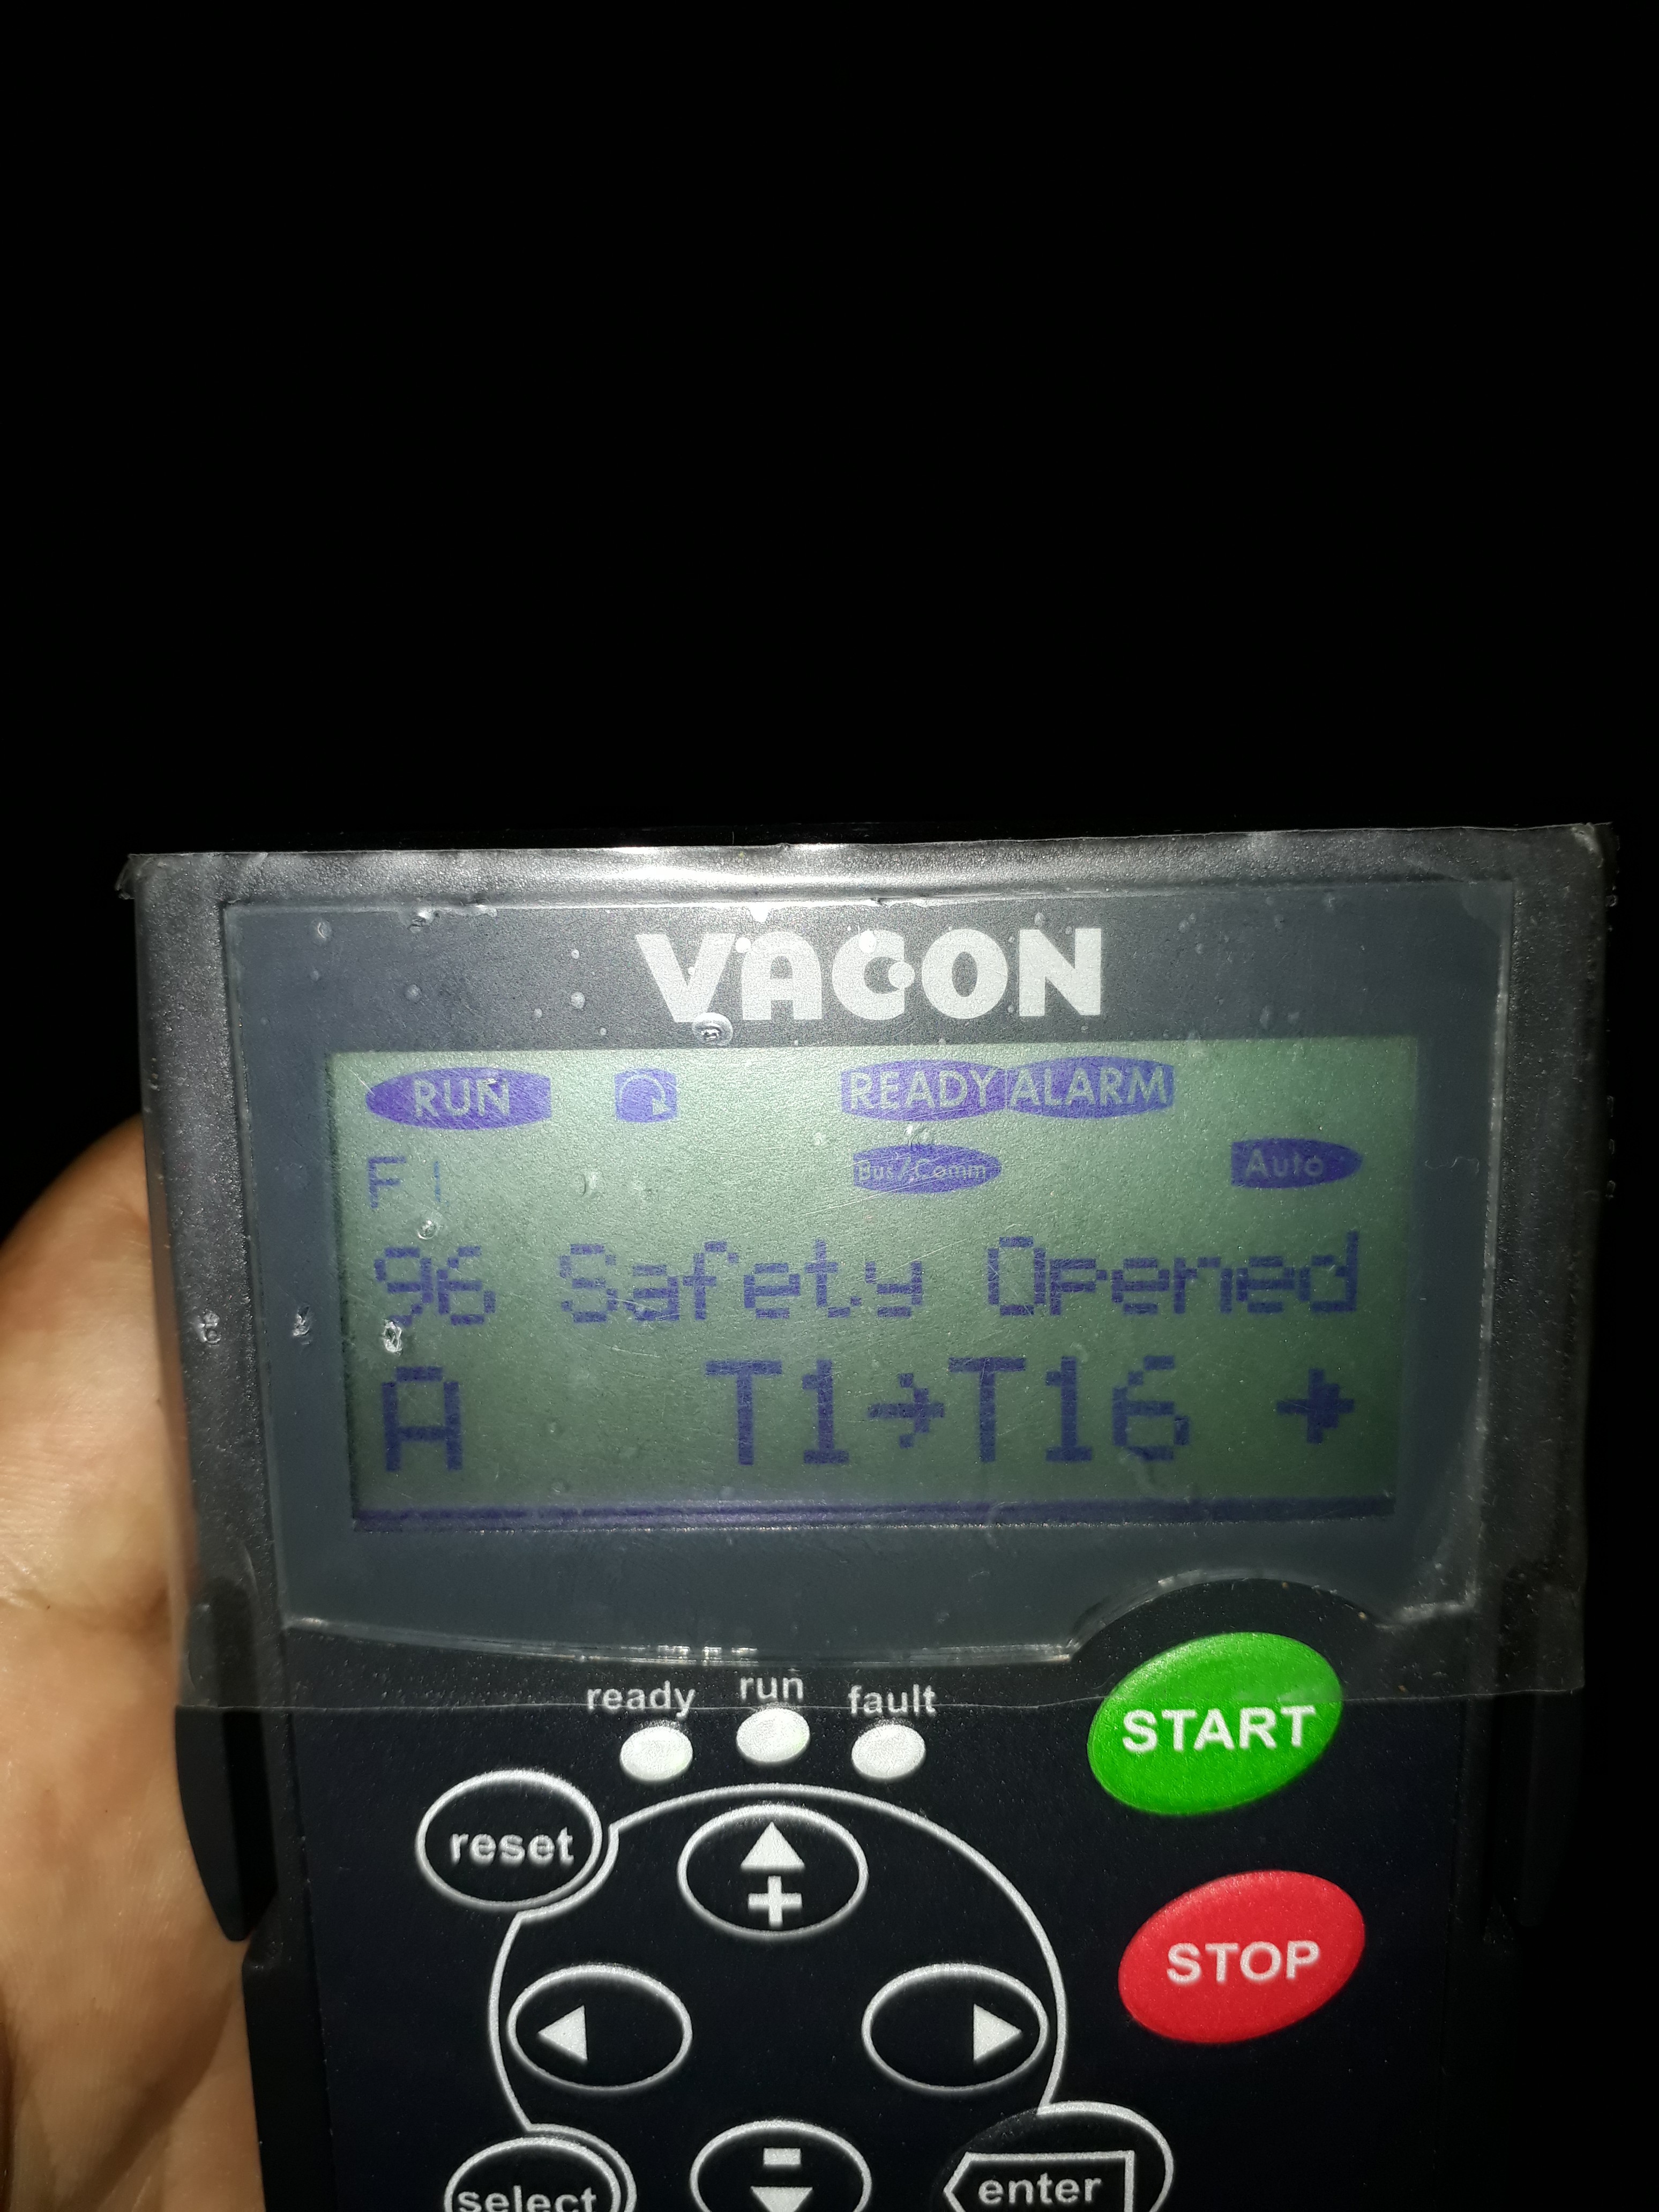 VACON
RUN READY ALARM
F Bus/Comm Auto
96 Safety Opened
A T1→T16
ready run fault
START
reset
+
STOP
select
enter